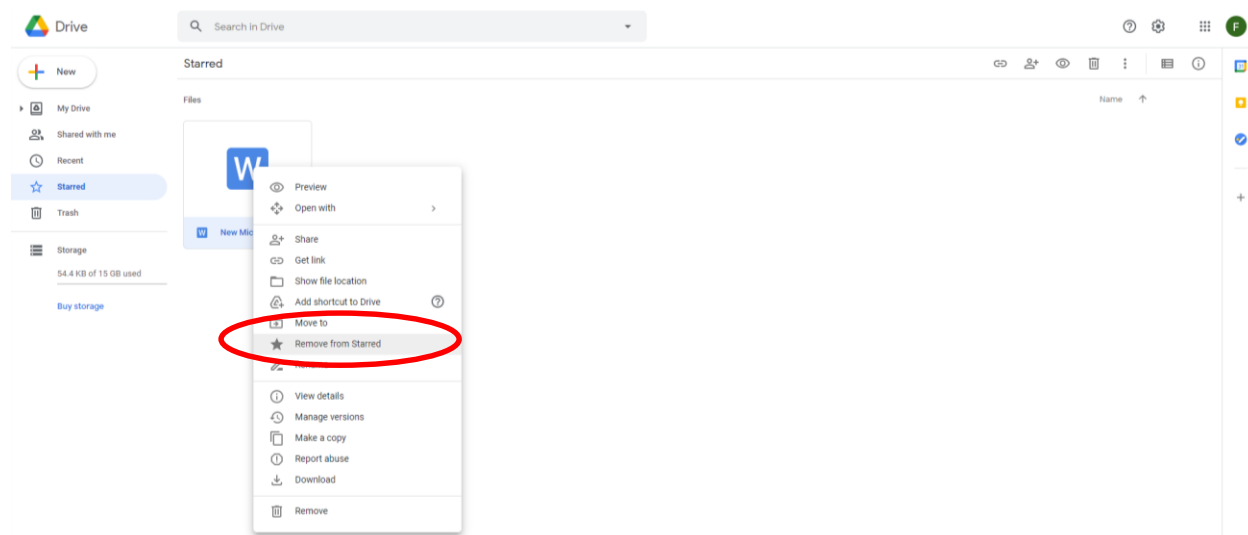 Drive
Search in Drive
F
New
Starred
My Drive
Files
Name
Shared with me
Recent
Starred
Trash
Storage
54.4 KB of 15 GB used
Buy storage
W
W New Mic
Preview
Open with
Share
Get link
Show file location
Add shortcut to Drive
Move to
Remove from Starred
View details
Manage versions
Make a copy
Report abuse
Download
Remove